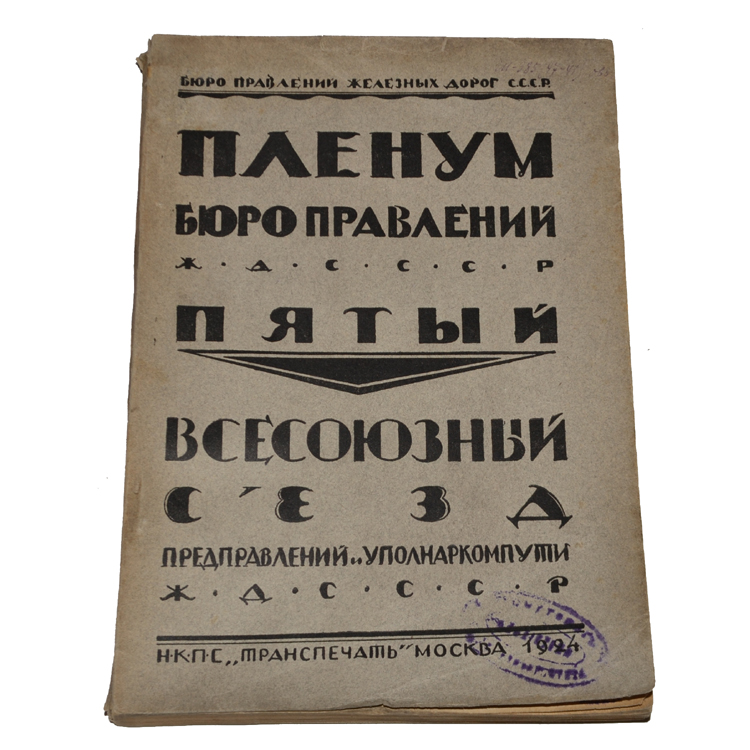 БЮРО ПРАВЛЕНИЙ ЖЕЛЕЗНЫХ ДОРОГ С.С.С.Р.
ПЛЕНУМ
БЮРО ПРАВЛЕНИЙ
Ж·Д·С·С·С·Р
ПЯТЫЙ
ВСЕСОЮЗНЫЙ
С'ЕЗД
ПРЕДПРАВЛЕНИЙ и УПОЛНАРКОМПУТИ
Ж·Д·С·С·С·Р
Н·К·П·С „ТРАНСПЕЧАТЬ" МОСКВА 1924